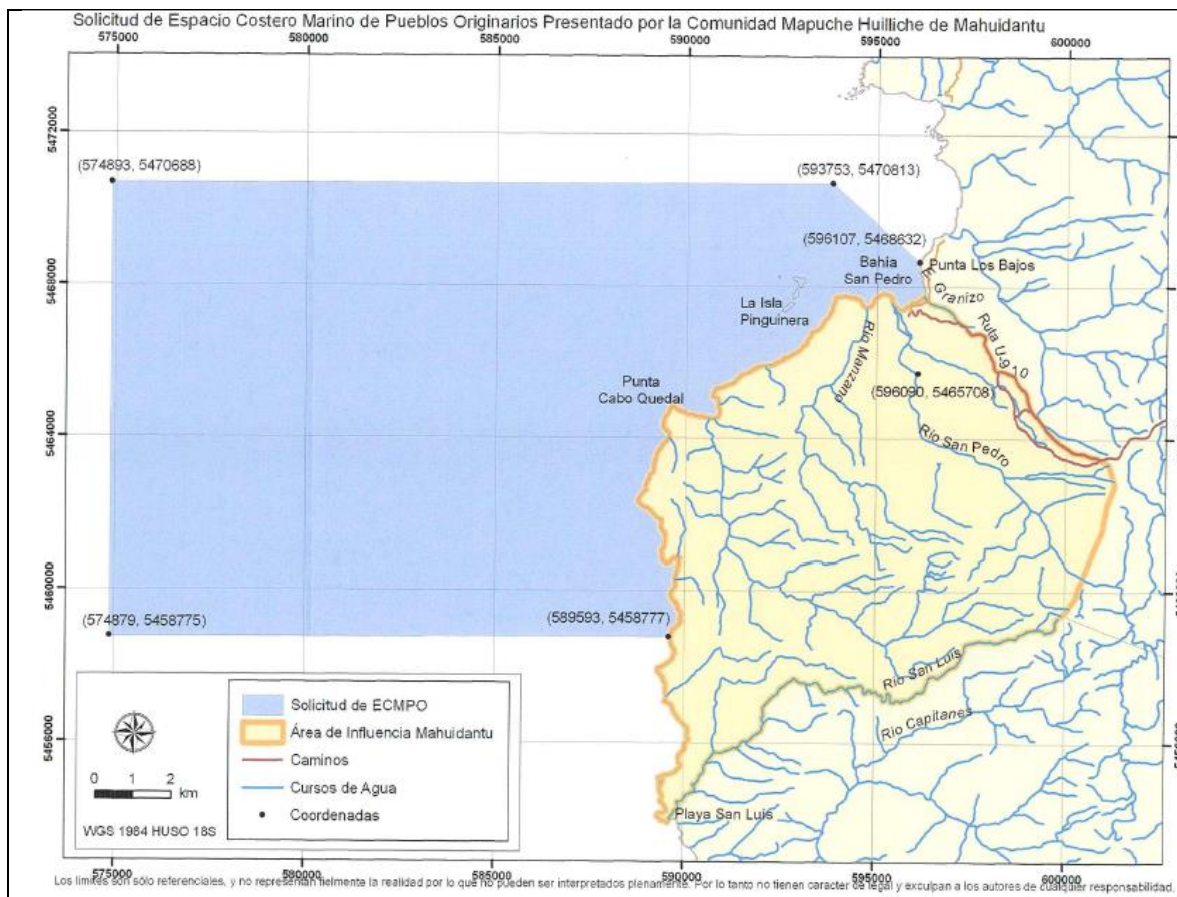 Solicitud de Espacio Costero Marino de Pueblos Originarios Presentado por la Comunidad Mapuche Huilliche de Mahuidantu
575000 580000 585000 590000 595000 600000
5472000
(574893, 5470688)
(593753, 5470813)
(596107, 5468632)
5468000
Bahía
San Pedro
Punta Los Bajos
E. Granizo
La Isla
Pinguinera
Ruta U-910
Río Manzano
Punta
Cabo Quedal
(596090, 5465708)
5464000
Río San Pedro
5460000
(574879, 5458775)
(589593, 5458777)
Río San Luis
Río Capitanes
5456000
Playa San Luis
Solicitud de ECMPO
Área de Influencia Mahuidantu
Caminos
Cursos de Agua
Coordenadas
0 1 2
km
WGS 1984 HUSO 18S
575000 580000 585000 590000 595000 600000
Los limites son sólo referenciales, y no representan fielmente la realidad por lo que no pueden ser interpretados plenamente. Por lo tanto no tienen caracter de legal y exculpan a los autores de cualquier responsabilidad.